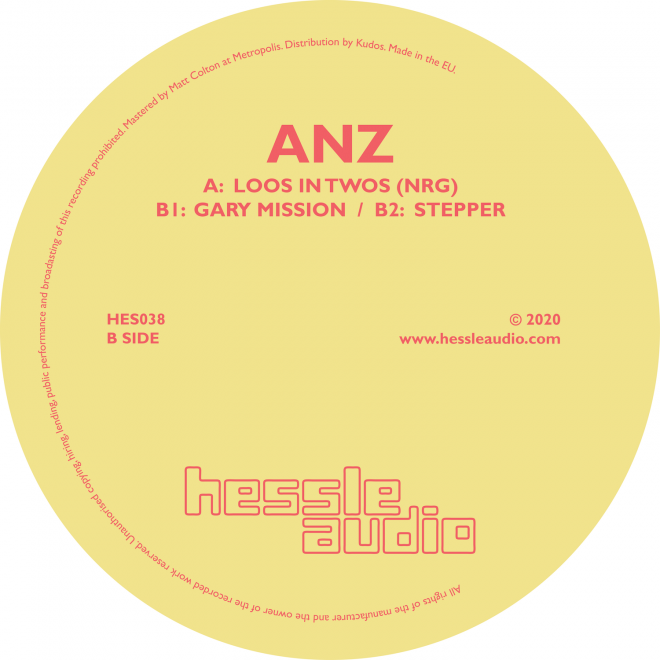 ANZ
A: LOOS IN TWOS (NRG)
B1: GARY MISSION / B2: STEPPER
HES038
B SIDE
© 2020
www.hessleaudio.com
hessle
audio
All rights of the manufacturer and the owner of the recorded work reserved. Unauthorised copying, hiring, lending, public performance and broadasting of this recording prohibited. Mastered by Matt Colton at Metropolis. Distribution by Kudos. Made in the EU.